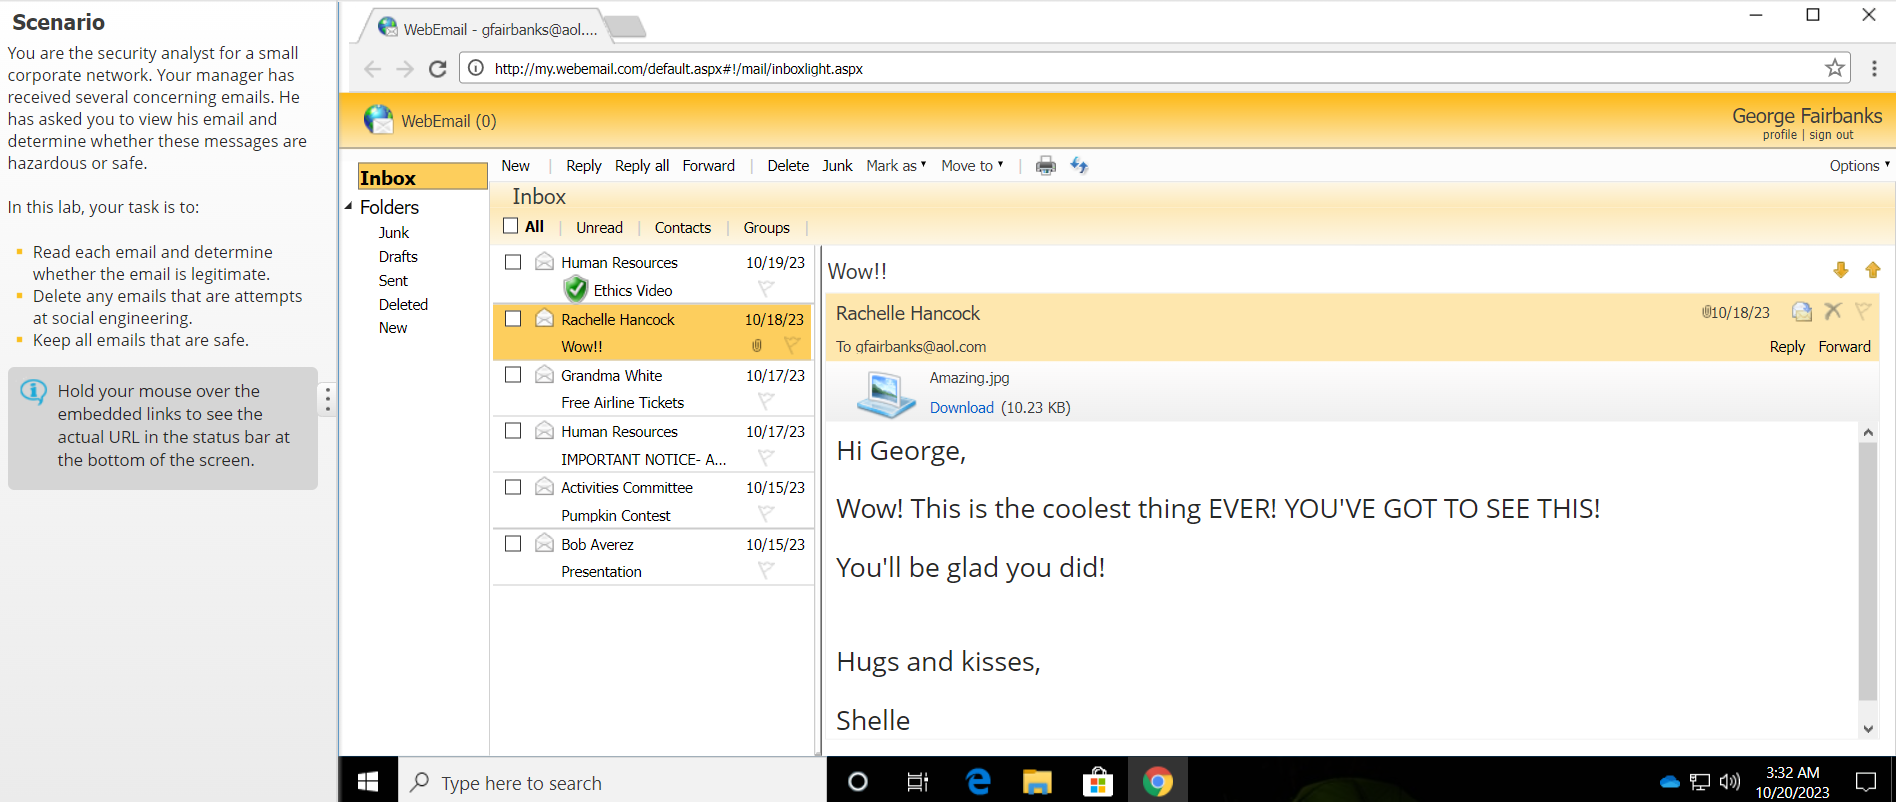 Scenario
You are the security analyst for a small
corporate network. Your manager has
received several concerning emails. He
has asked you to view his email and
determine whether these messages are
hazardous or safe.
In this lab, your task is to:
Read each email and determine
whether the email is legitimate.
Delete any emails that are attempts
at social engineering.
Keep all emails that are safe.
Hold your mouse over the
embedded links to see the
actual URL in the status bar at
the bottom of the screen.
WebEmail - gfairbanks@aol....
http://my.webemail.com/default.aspx#!/mail/inboxlight.aspx
WebEmail (0)
George Fairbanks
profile | sign out
Inbox
Folders
Junk
Drafts
Sent
Deleted
New
New | Reply Reply all Forward | Delete Junk Mark as Move to | Options
Inbox
All | Unread | Contacts | Groups |
Human Resources 10/19/23
Ethics Video
Rachelle Hancock 10/18/23
Wow!!
Grandma White 10/17/23
Free Airline Tickets
Human Resources 10/17/23
IMPORTANT NOTICE- A...
Activities Committee 10/15/23
Pumpkin Contest
Bob Averez 10/15/23
Presentation
Wow!!
Rachelle Hancock 10/18/23
To gfairbanks@aol.com Reply Forward
Amazing.jpg
Download (10.23 KB)
Hi George,
Wow! This is the coolest thing EVER! YOU'VE GOT TO SEE THIS!
You'll be glad you did!
Hugs and kisses,
Shelle
Type here to search
3:32 AM
10/20/2023